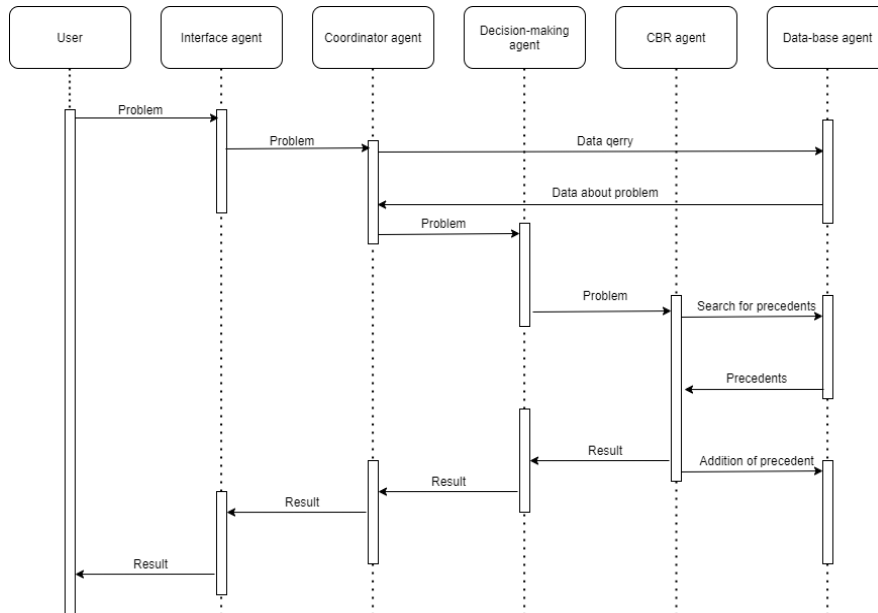 User
Interface agent
Coordinator agent
Decision-making
agent
CBR agent
Data-base agent
Problem
Problem
Data qerry
Data about problem
Problem
Problem
Search for precedents
Precedents
Result
Addition of precedent
Result
Result
Result